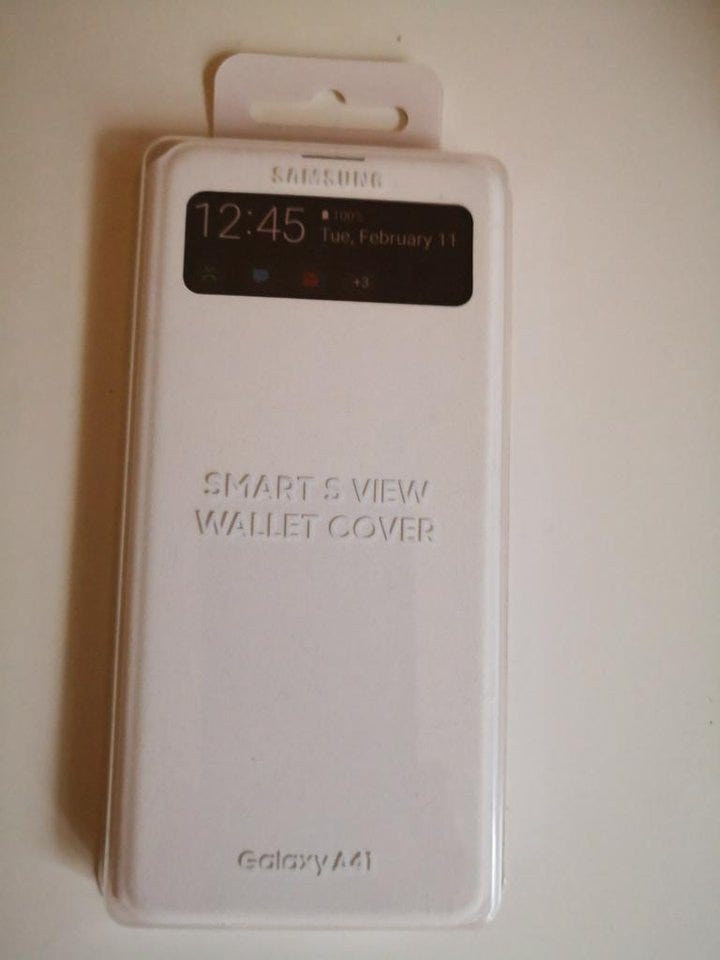 SAMSUNG
12:45
100%
Tue, February 11
+3
SMART S VIEW
WALLET COVER
Galaxy A41